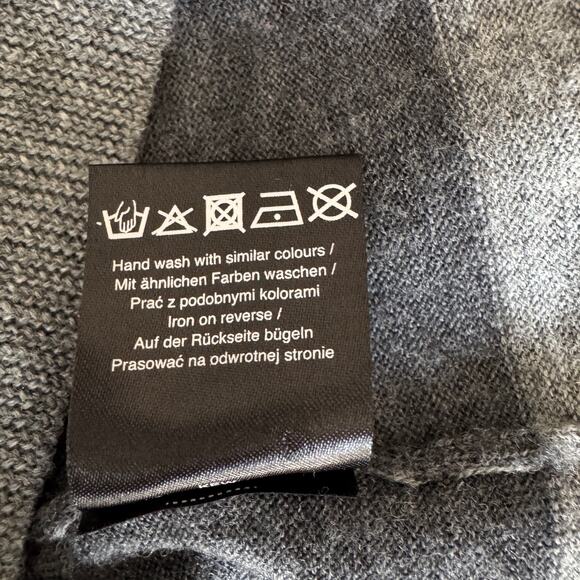 Hand wash with similar colours /
Mit ähnlichen Farben waschen /
Prać z podobnymi kolorami
Iron on reverse /
Auf der Rückseite bügeln
Prasować na odwrotnej stronie